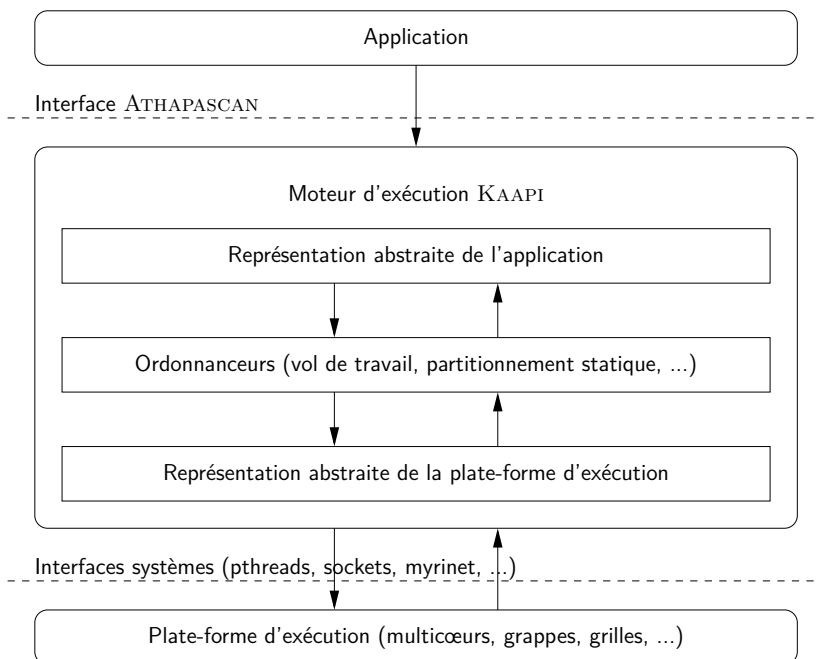 Application
Interface ATHAPASCAN
Moteur d'exécution KAAPI
Représentation abstraite de l'application
Ordonnanceurs (vol de travail, partitionnement statique, ...)
Représentation abstraite de la plate-forme d'exécution
Interfaces systèmes (pthreads, sockets, myrinet, ...)
Plate-forme d'exécution (multicœurs, grappes, grilles, ...)